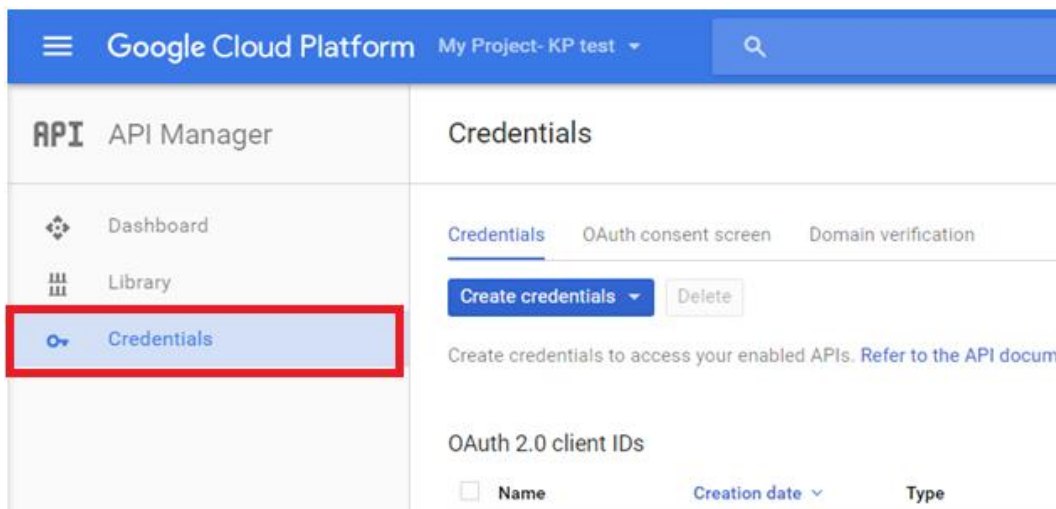 Google Cloud Platform My Project- KP test
API API Manager
Credentials
Dashboard
Library
Credentials
Credentials OAuth consent screen Domain verification
Create credentials Delete
Create credentials to access your enabled APIs. Refer to the API docum
OAuth 2.0 client IDs
Name Creation date Type